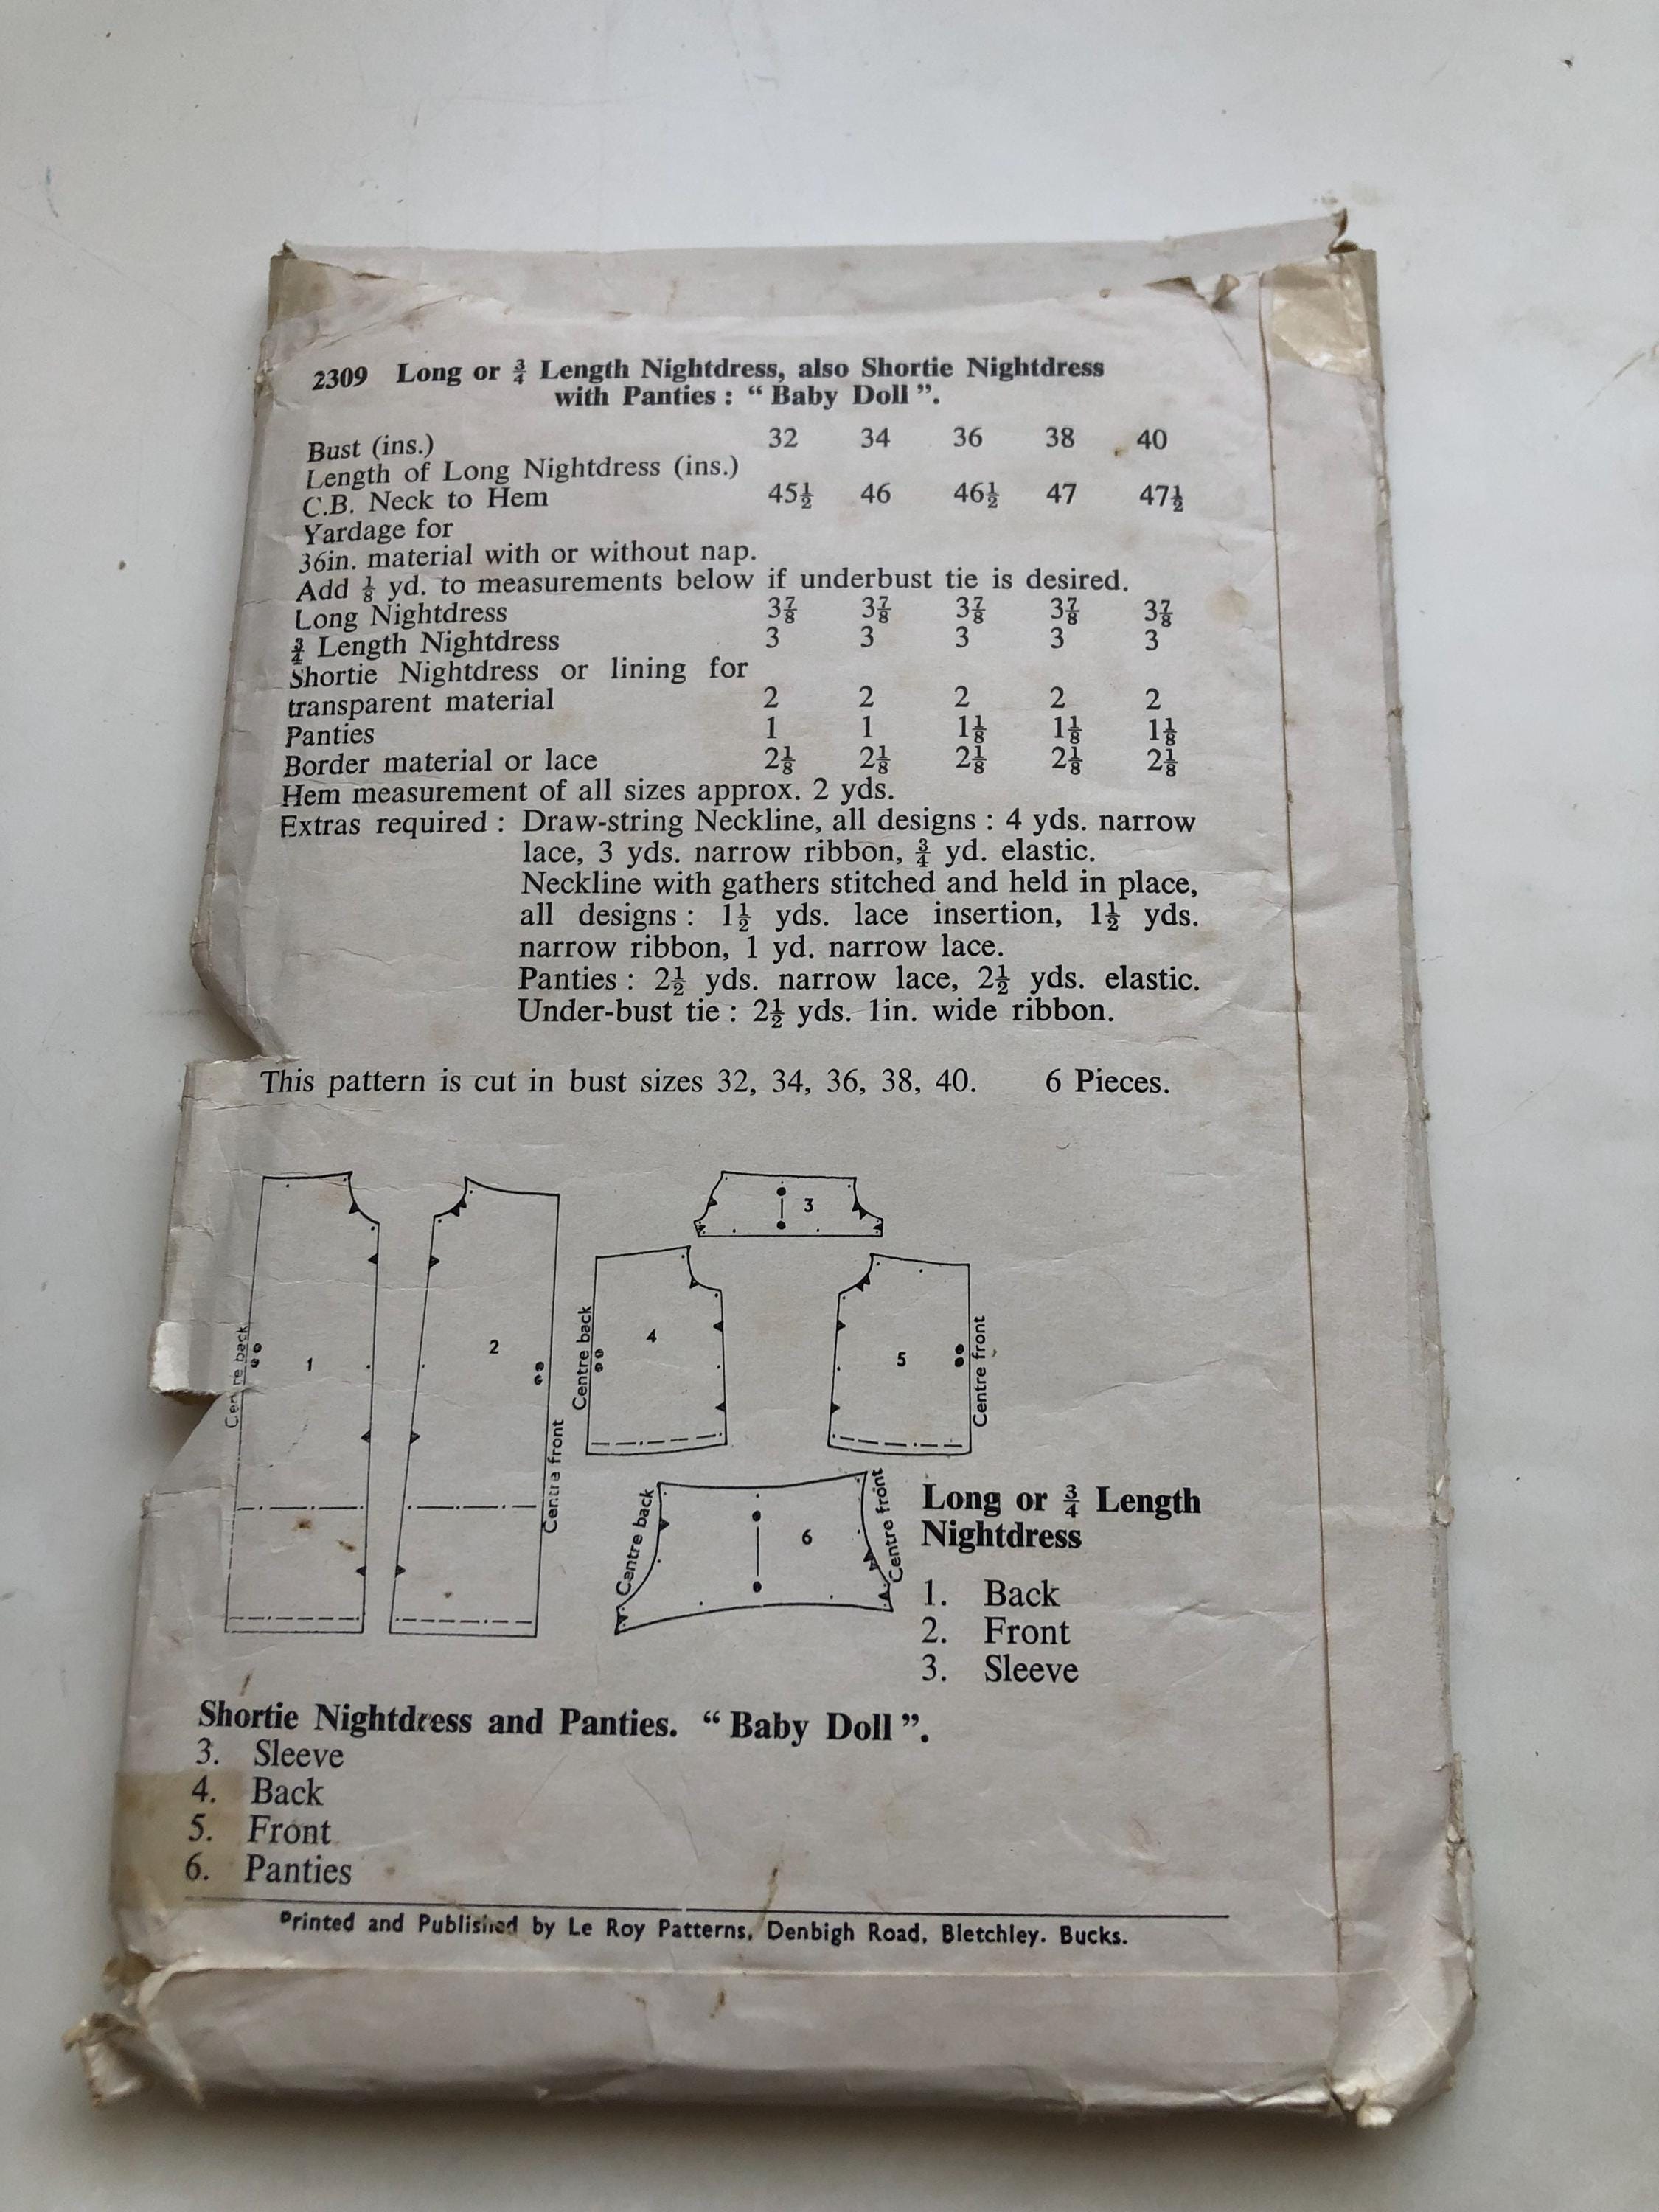 2309 Long or ¾ Length Nightdress, also Shortie Nightdress
with Panties : “ Baby Doll ”.
Bust (ins.) 32 34 36 38 40
Length of Long Nightdress (ins.)
C.B. Neck to Hem 45½ 46 46½ 47 47½
Yardage for
36in. material with or without nap.
Add ⅛ yd. to measurements below if underbust tie is desired.
Long Nightdress 3⅞ 3⅞ 3⅞ 3⅞ 3⅞
¾ Length Nightdress 3 3 3 3 3
Shortie Nightdress or lining for
transparent material 2 2 2 2 2
Panties 1 1 1⅛ 1⅛ 1⅛
Border material or lace 2⅛ 2⅛ 2⅛ 2⅛ 2⅛
Hem measurement of all sizes approx. 2 yds.
Extras required : Draw-string Neckline, all designs : 4 yds. narrow
lace, 3 yds. narrow ribbon, ¾ yd. elastic.
Neckline with gathers stitched and held in place,
all designs : 1½ yds. lace insertion, 1½ yds.
narrow ribbon, 1 yd. narrow lace.
Panties : 2½ yds. narrow lace, 2½ yds. elastic.
Under-bust tie : 2½ yds. 1in. wide ribbon.
This pattern is cut in bust sizes 32, 34, 36, 38, 40. 6 Pieces.
Centre back
1
2
Centre front
3
Centre back
4
5
Centre front
Centre back
6
Centre front
Long or ¾ Length
Nightdress
1. Back
2. Front
3. Sleeve
Shortie Nightdress and Panties. “ Baby Doll ”.
3. Sleeve
4. Back
5. Front
6. Panties
Printed and Published by Le Roy Patterns, Denbigh Road, Bletchley. Bucks.